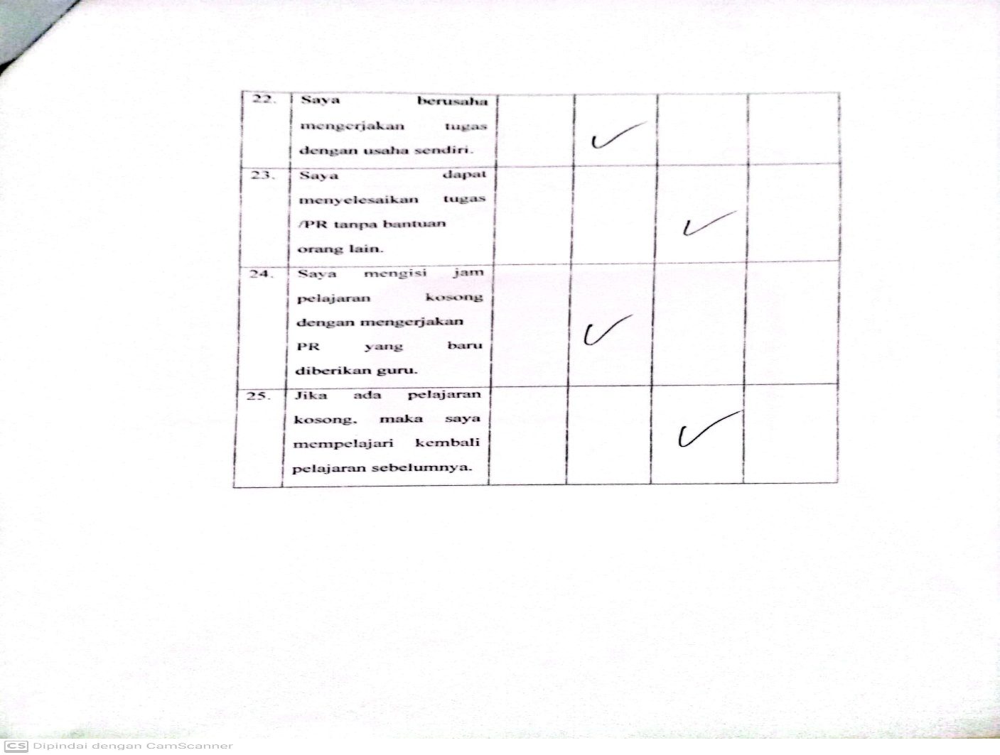 22. Saya berusaha
mengerjakan tugas
dengan usaha sendiri.
23. Saya dapat
menyelesaikan tugas
/PR tanpa bantuan
orang lain.
24. Saya mengisi jam
pelajaran kosong
dengan mengerjakan
PR yang baru
diberikan guru.
25. Jika ada pelajaran
kosong, maka saya
mempelajari kembali
pelajaran sebelumnya.
CS Dipindai dengan CamScanner